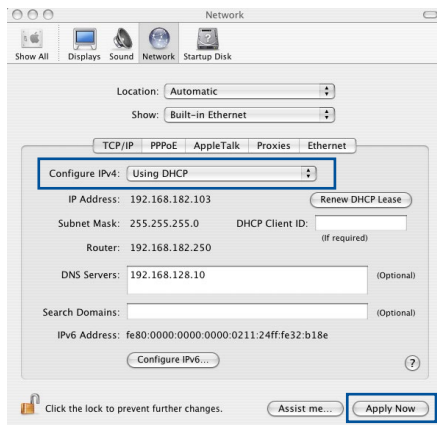 Network
Show All Displays Sound Network Startup Disk
Location: Automatic
Show: Built-in Ethernet
TCP/IP PPPoE AppleTalk Proxies Ethernet
Configure IPv4: Using DHCP
IP Address: 192.168.182.103 Renew DHCP Lease
Subnet Mask: 255.255.255.0 DHCP Client ID:
(If required)
Router: 192.168.182.250
DNS Servers: 192.168.128.10 (Optional)
Search Domains: (Optional)
IPv6 Address: fe80:0000:0000:0000:0211:24ff:fe32:b18e
Configure IPv6... ?
Click the lock to prevent further changes. Assist me... Apply Now